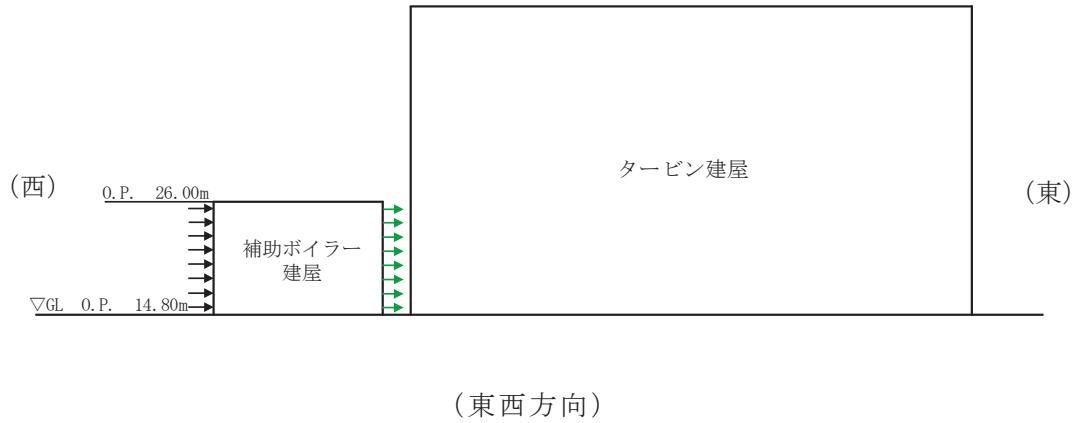 タービン建屋
（西）
（東）
O.P. 26.00m
補助ボイラー
建屋
▽GL O.P. 14.80m
（東西方向）